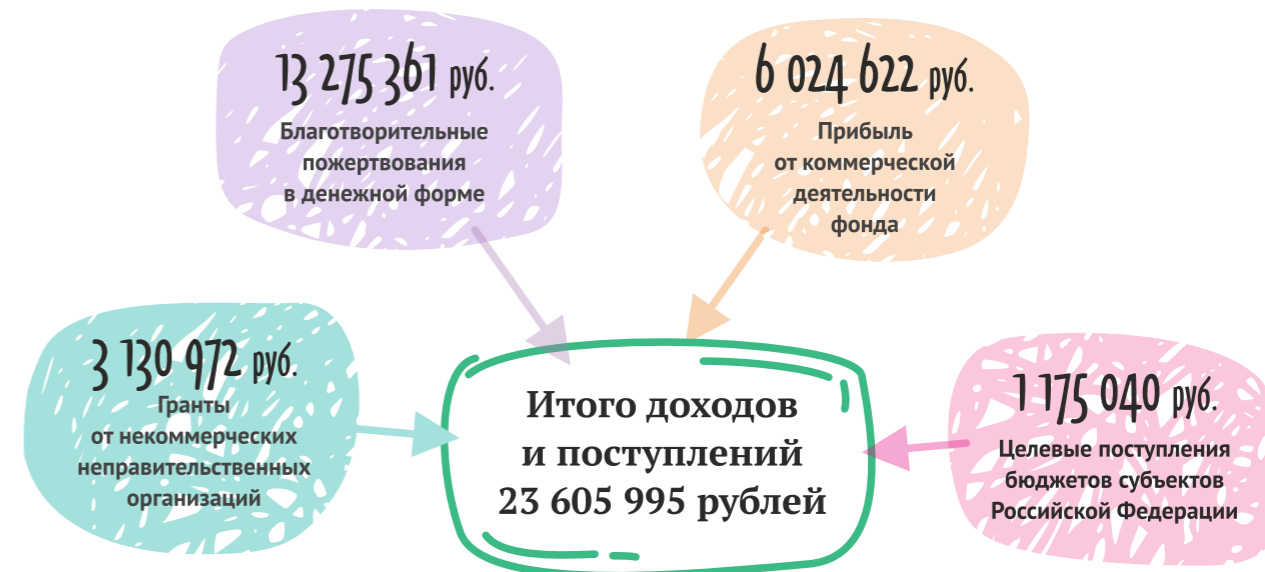 13 275 361 руб.
Благотворительные
пожертвования
в денежной форме
6 024 622 руб.
Прибыль
от коммерческой
деятельности
фонда
3 130 972 руб.
Гранты
от некоммерческих
неправительственных
организаций
Итого доходов
и поступлений
23 605 995 рублей
1 175 040 руб.
Целевые поступления
бюджетов субъектов
Российской Федерации